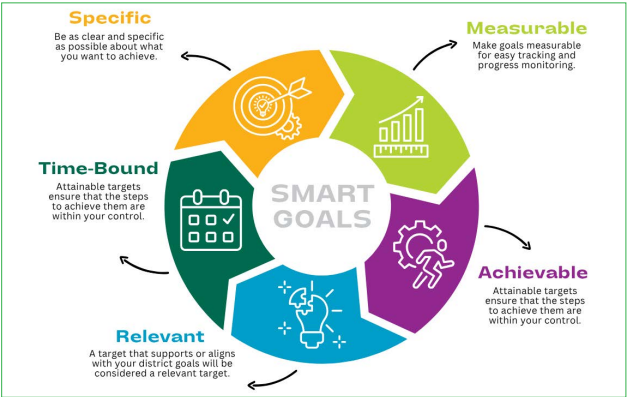 Specific
Be as clear and specific
as possible about what
you want to achieve.
Measurable
Make goals measurable
for easy tracking and
progress monitoring.
Achievable
Attainable targets
ensure that the steps
to achieve them are
within your control.
Relevant
A target that supports or aligns
with your district goals will be
considered a relevant target.
Time-Bound
Attainable targets
ensure that the steps
to achieve them are
within your control.
SMART
GOALS